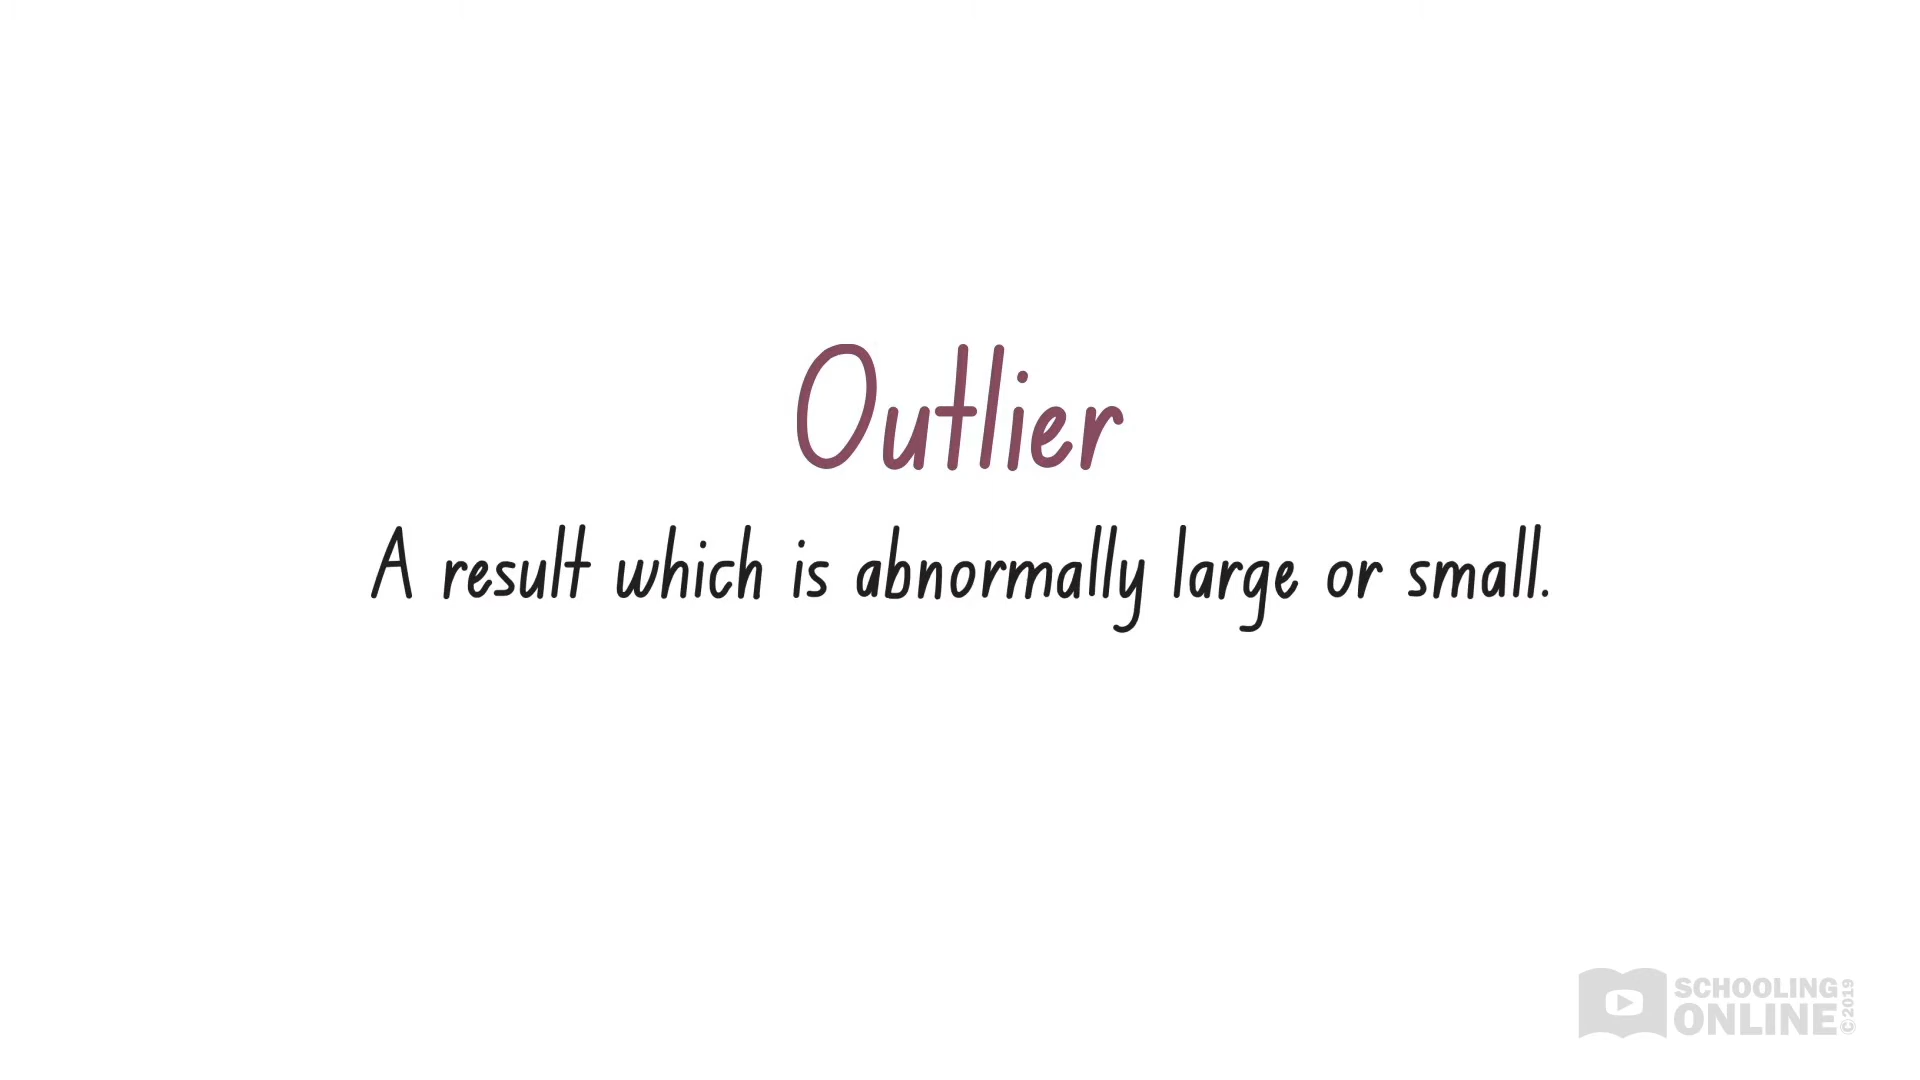 Outlier
A result which is abnormally large or small.
SCHOOLING
ONLINE
©2019